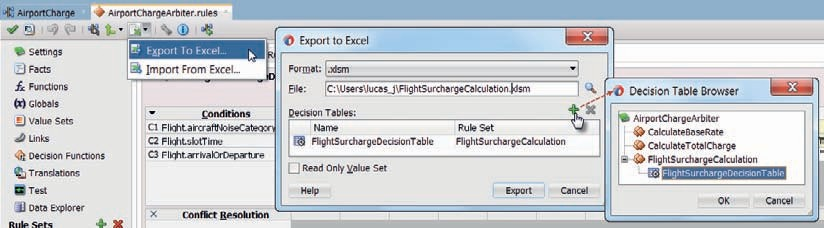 AirportCharge
AirportChargeArbiter.rules
Export To Excel...
Import From Excel...
Settings
Facts
Functions
Globals
Value Sets
Links
Decision Functions
Translations
Test
Data Explorer
Rule Sets
Conditions
C1 Flight.aircraftNoiseCategory
C2 Flight.slotTime
C3 Flight.arrivalOrDeparture
Conflict Resolution
Export to Excel
Format: .xlsm
File: C:\Users\lucas_j\FlightSurchargeCalculation.xlsm
Decision Tables:
Name Rule Set
FlightSurchargeDecisionTable FlightSurchargeCalculation
Read Only Value Set
Help Export Cancel
Decision Table Browser
AirportChargeArbiter
CalculateBaseRate
CalculateTotalCharge
FlightSurchargeCalculation
FlightSurchargeDecisionTable
OK Cancel